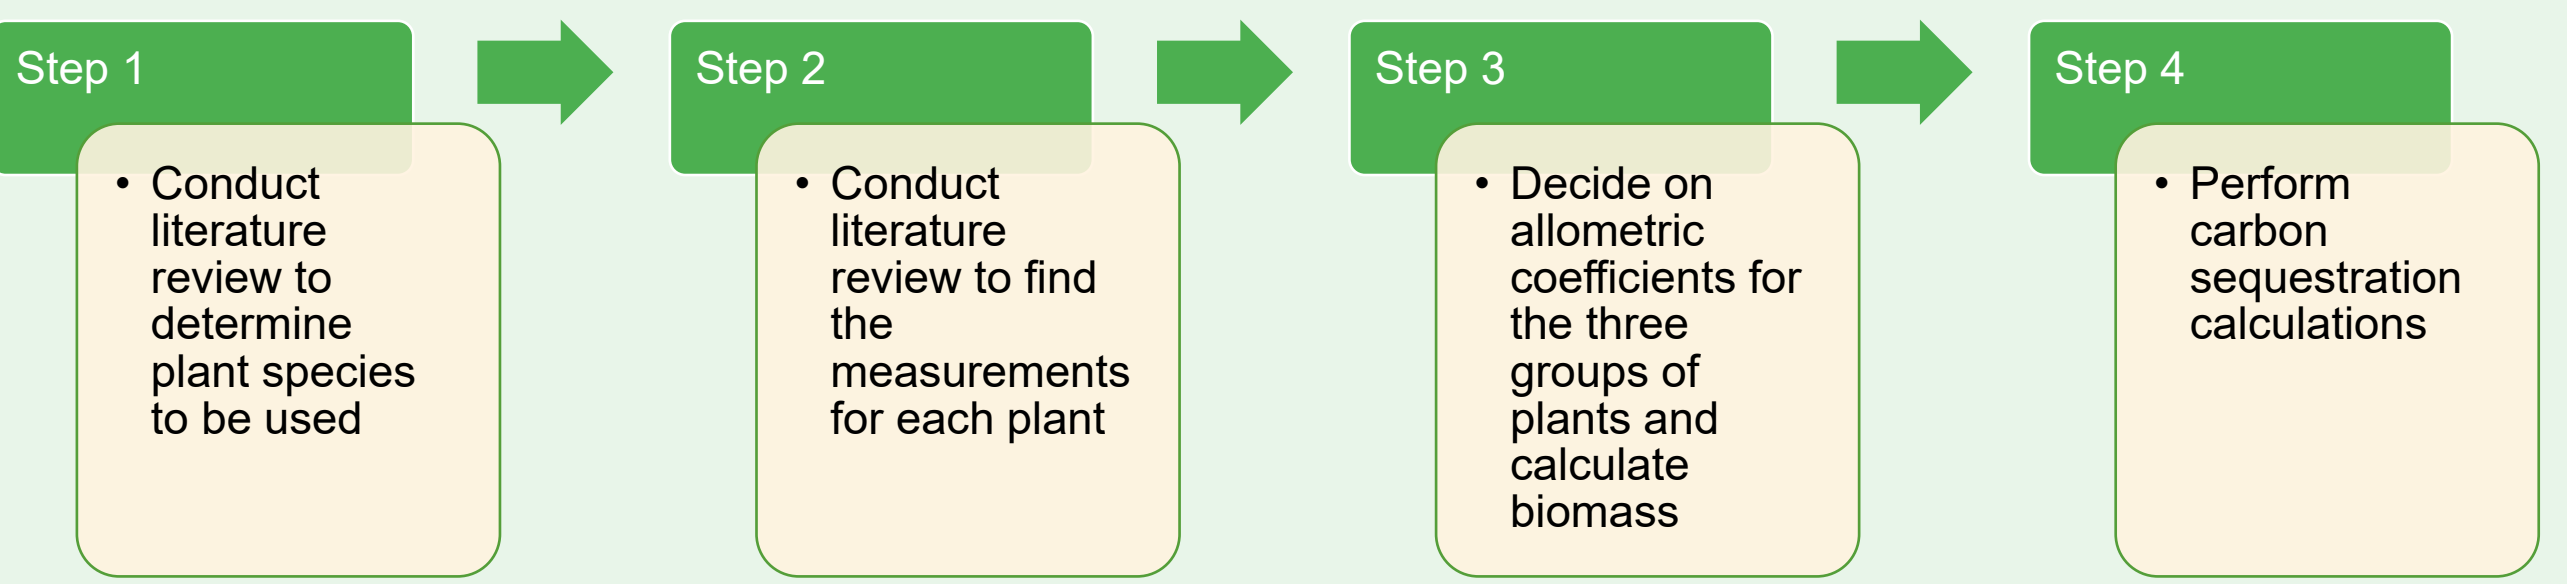 Step 1
• Conduct
literature
review to
determine
plant species
to be used
Step 2
• Conduct
literature
review to find
the
measurements
for each plant
Step 3
• Decide on
allometric
coefficients for
the three
groups of
plants and
calculate
biomass
Step 4
• Perform
carbon
sequestration
calculations